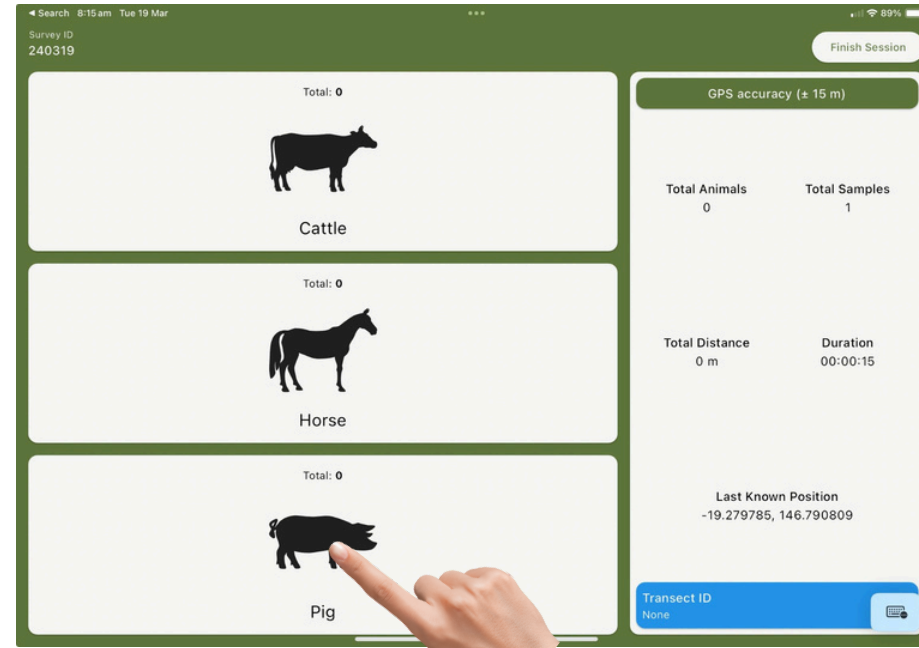 Search 8:15 am Tue 19 Mar
89%
Survey ID
240319
Finish Session
Total: 0
Cattle
Total: 0
Horse
Total: 0
Pig
GPS accuracy (± 15 m)
Total Animals Total Samples
0 1
Total Distance Duration
0 m 00:00:15
Last Known Position
-19.279785, 146.790809
Transect ID
None